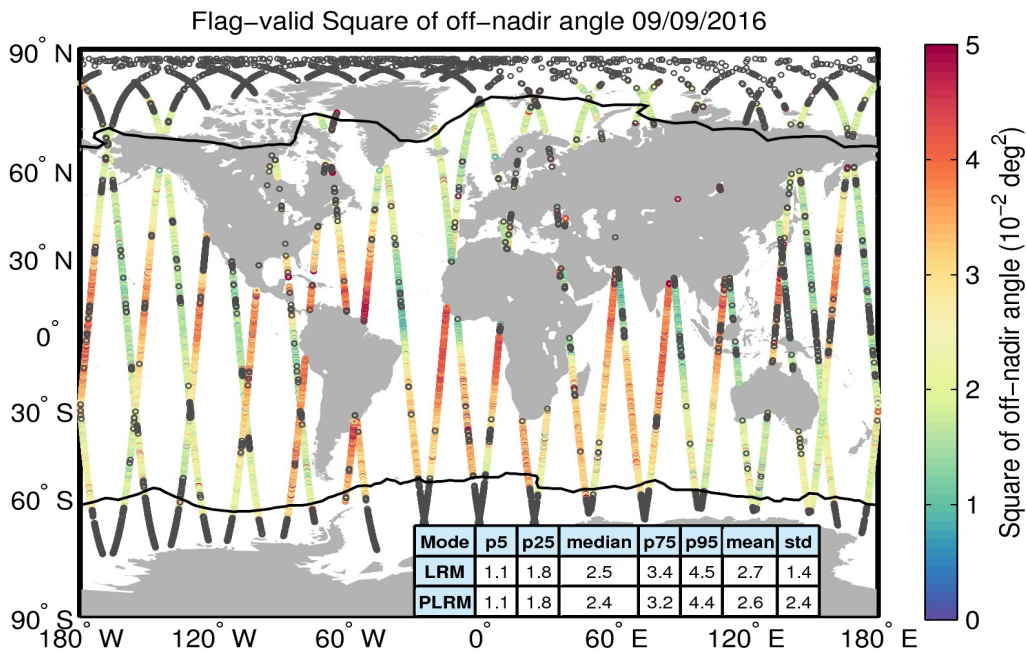 Flag−valid Square of off−nadir angle 09/09/2016
90° N
60° N
30° N
0°
30° S
60° S
90° S
180° W
120° W
60° W
0°
60° E
120° E
180° E
Mode p5 p25 median p75 p95 mean std
LRM 1.1 1.8 2.5 3.4 4.5 2.7 1.4
PLRM 1.1 1.8 2.4 3.2 4.4 2.6 2.4
5
4
3
2
1
0
Square of off−nadir angle (10⁻² deg²)